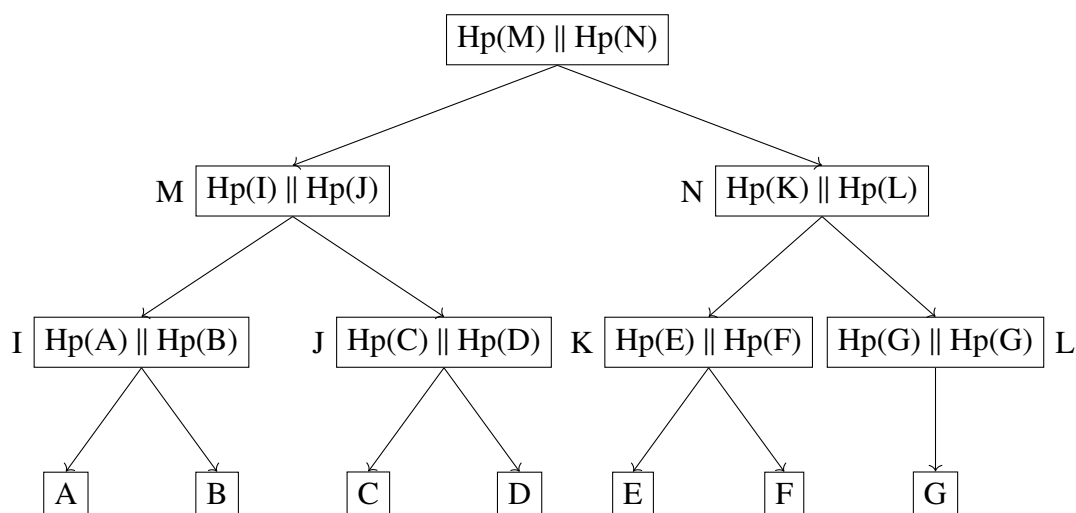 Hp(M) || Hp(N)
M Hp(I) || Hp(J) N Hp(K) || Hp(L)
I Hp(A) || Hp(B) J Hp(C) || Hp(D) K Hp(E) || Hp(F) Hp(G) || Hp(G) L
A B C D E F G